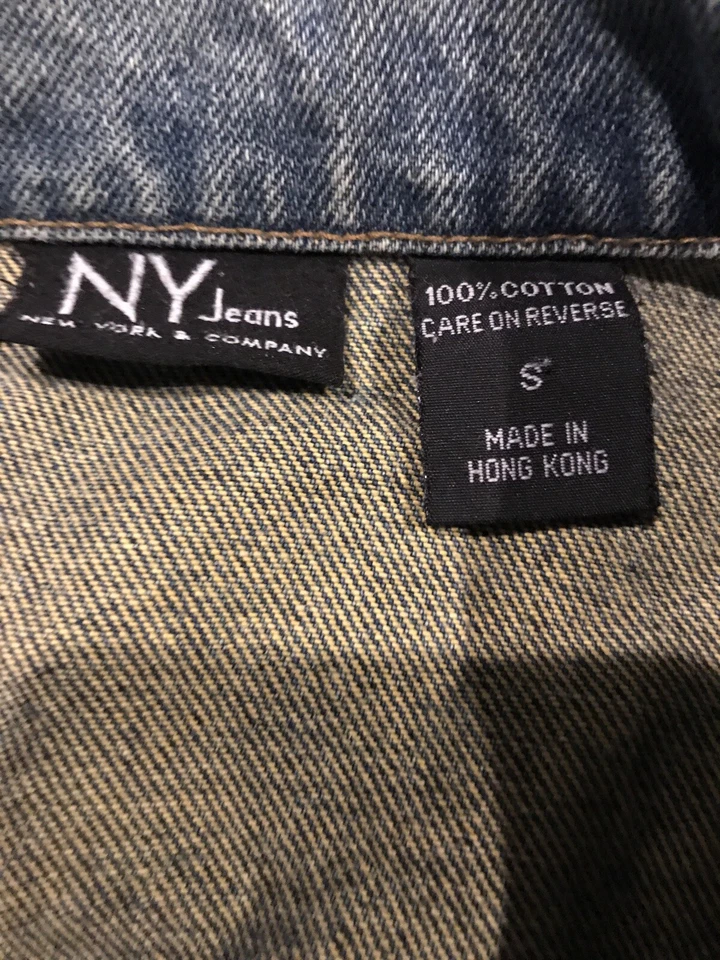 NY Jeans
NEW YORK & COMPANY
100% COTTON
CARE ON REVERSE
S
MADE IN
HONG KONG